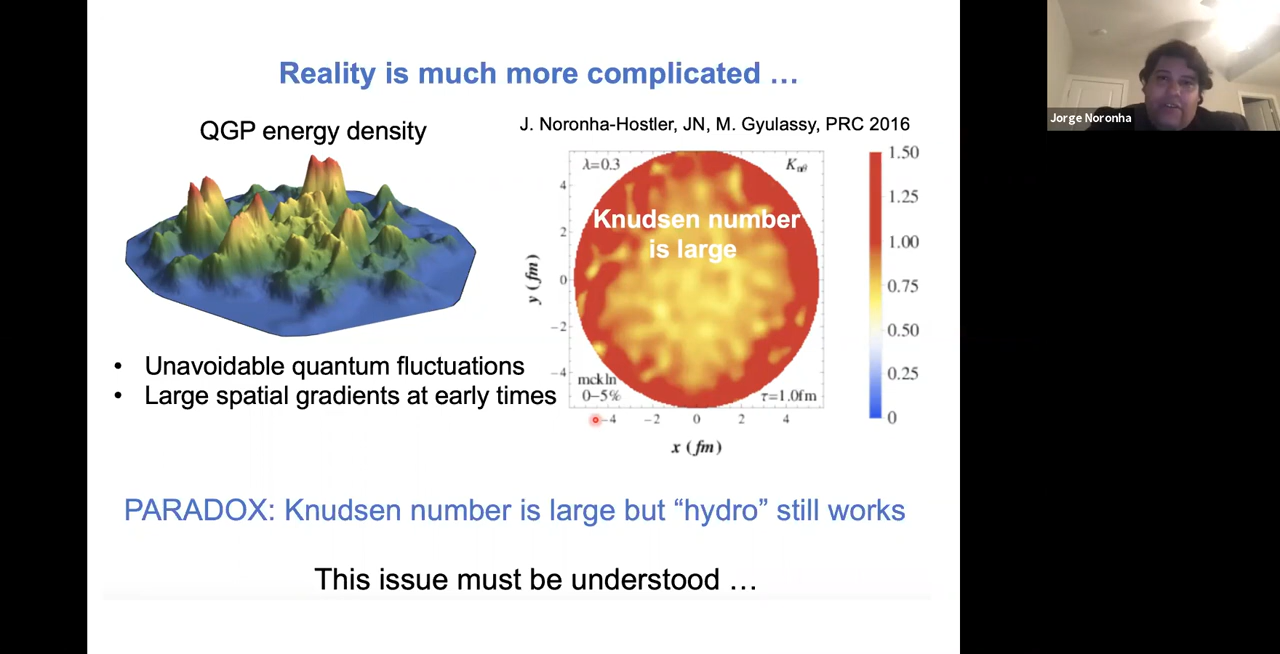 Reality is much more complicated …
QGP energy density
J. Noronha-Hostler, JN, M. Gyulassy, PRC 2016
λ=0.3
Knudsen number
is large
mckln
0–5%
τ=1.0fm
4
2
0
−2
−4
y (fm)
−4 −2 0 2 4
x (fm)
1.50
1.25
1.00
0.75
0.50
0.25
0
• Unavoidable quantum fluctuations
• Large spatial gradients at early times
PARADOX: Knudsen number is large but “hydro” still works
This issue must be understood …
Jorge Noronha